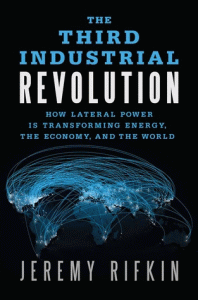 THE
THIRD
INDUSTRIAL
REVOLUTION
HOW LATERAL POWER
IS TRANSFORMING ENERGY,
THE ECONOMY, AND THE WORLD
JEREMY RIFKIN